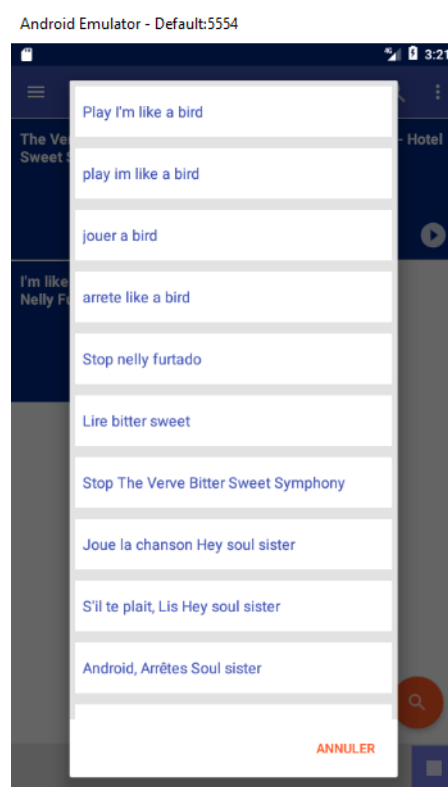 Android Emulator - Default:5554
4G
3:21
Play I'm like a bird
The Ve
- Hotel
Sweet S
play im like a bird
jouer a bird
I'm like
Nelly Fu
arrete like a bird
Stop nelly furtado
Lire bitter sweet
Stop The Verve Bitter Sweet Symphony
Joue la chanson Hey soul sister
S'il te plait, Lis Hey soul sister
Android, Arrêtes Soul sister
ANNULER